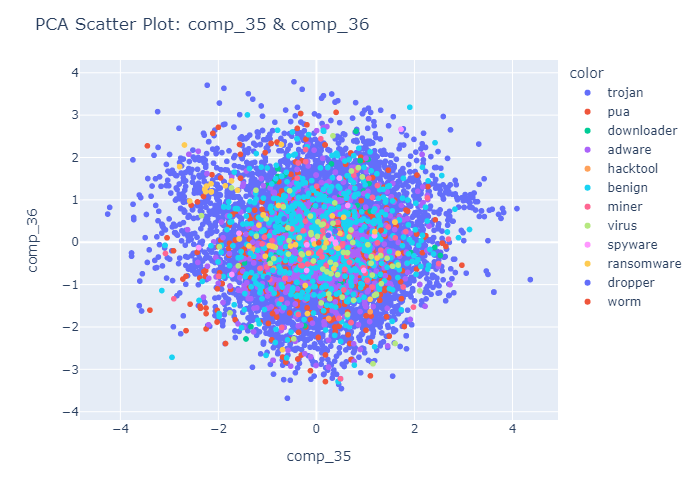 PCA Scatter Plot: comp_35 & comp_36
color
trojan
pua
downloader
adware
hacktool
benign
miner
virus
spyware
ransomware
dropper
worm
comp_36
4
3
2
1
0
−1
−2
−3
−4
−4 −2 0 2 4
comp_35